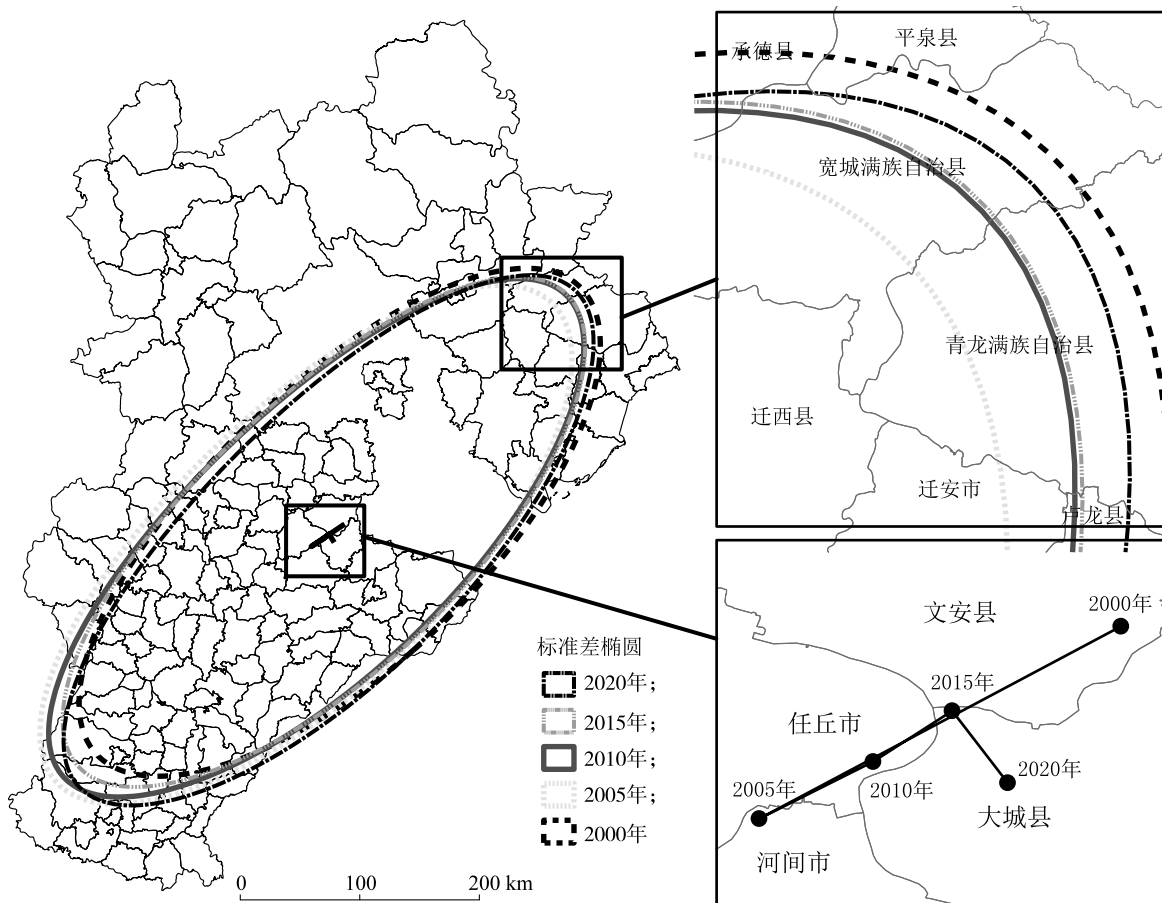 承德县
平泉县
宽城满族自治县
青龙满族自治县
迁西县
迁安市
卢龙县
标准差椭圆
2020年；
2015年；
2010年；
2005年；
2000年
0 100 200 km
文安县
2000年
2015年
任丘市
2020年
2005年
2010年
大城县
河间市